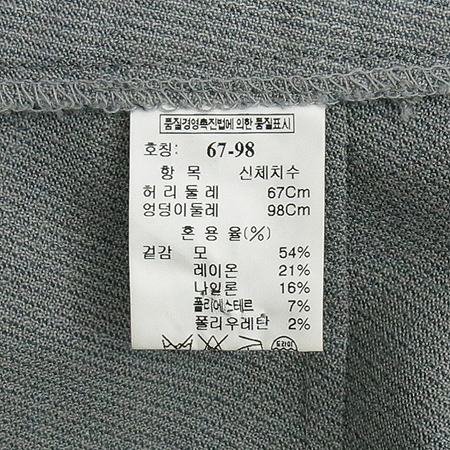 품질경영촉진법에 의한 품질표시
호칭: 67-98
항 목 신체치수
허리둘레 67Cm
엉덩이둘레 98Cm
혼 용 율(%)
겉감 모 54%
레이온 21%
나일론 16%
폴리에스테르 7%
폴리우레탄 2%
드라이